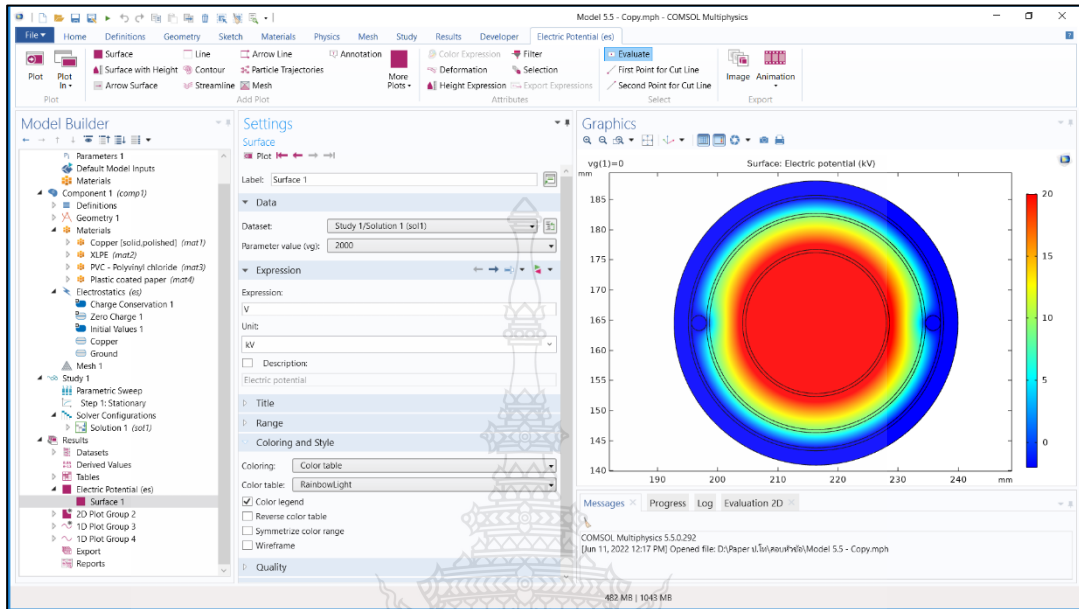 Model 5.5 - Copy.mph - COMSOL Multiphysics
File Home Definitions Geometry Sketch Materials Physics Mesh Study Results Developer Electric Potential (es)
Plot
Plot In
Plot
Surface
Surface with Height
Arrow Surface
Line
Contour
Streamline
Arrow Line
Particle Trajectories
Mesh
Annotation
More Plots
Add Plot
Color Expression
Deformation
Height Expression
Filter
Selection
Export Expressions
Attributes
Evaluate
First Point for Cut Line
Second Point for Cut Line
Select
Image
Animation
Export
Model Builder
Parameters 1
Default Model Inputs
Materials
Component 1 (comp1)
Definitions
Geometry 1
Materials
Copper [solid,polished] (mat1)
XLPE (mat2)
PVC - Polyvinyl chloride (mat3)
Plastic coated paper (mat4)
Electrostatics (es)
Charge Conservation 1
Zero Charge 1
Initial Values 1
Copper
Ground
Mesh 1
Study 1
Parametric Sweep
Step 1: Stationary
Solver Configurations
Solution 1 (sol1)
Results
Datasets
Derived Values
Tables
Electric Potential (es)
Surface 1
2D Plot Group 2
1D Plot Group 3
1D Plot Group 4
Export
Reports
Settings
Surface
Plot
Label: Surface 1
Data
Dataset: Study 1/Solution 1 (sol1)
Parameter value (vg): 2000
Expression
Expression:
V
Unit:
kV
Description:
Electric potential
Title
Range
Coloring and Style
Coloring: Color table
Color table: RainbowLight
Color legend
Reverse color table
Symmetrize color range
Wireframe
Quality
Graphics
vg(1)=0 Surface: Electric potential (kV)
mm
185
180
175
170
165
160
155
150
145
140
190 200 210 220 230 240 mm
20
15
10
5
0
Messages Progress Log Evaluation 2D
COMSOL Multiphysics 5.5.0.292
[Jun 11, 2022 12:17 PM] Opened file: D:\Paper ป.โท\สอบหัวข้อ\Model 5.5 - Copy.mph
482 MB | 1043 MB